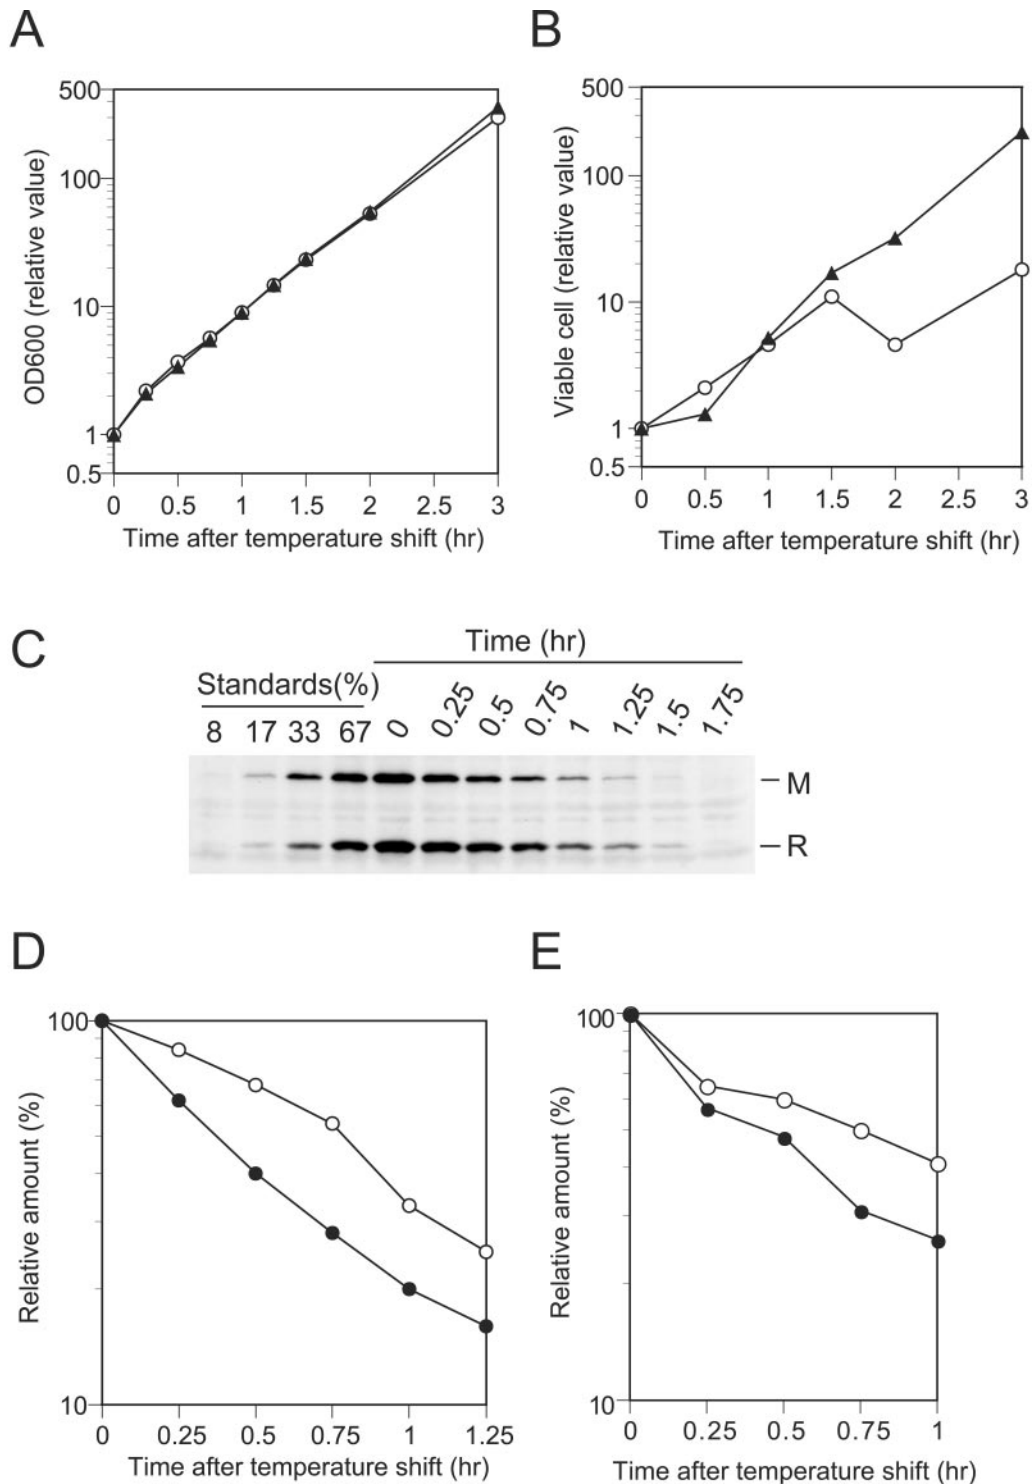 A
500
100
10
1
0.5
OD600 (relative value)
0 0.5 1 1.5 2 2.5 3
Time after temperature shift (hr)
B
500
100
10
1
0.5
Viable cell (relative value)
0 0.5 1 1.5 2 2.5 3
Time after temperature shift (hr)
C
Time (hr)
Standards(%)
8 17 33 67 0 0.25 0.5 0.75 1 1.25 1.5 1.75
M
R
D
100
10
Relative amount (%)
0 0.25 0.5 0.75 1 1.25
Time after temperature shift (hr)
E
100
10
Relative amount (%)
0 0.25 0.5 0.75 1
Time after temperature shift (hr)